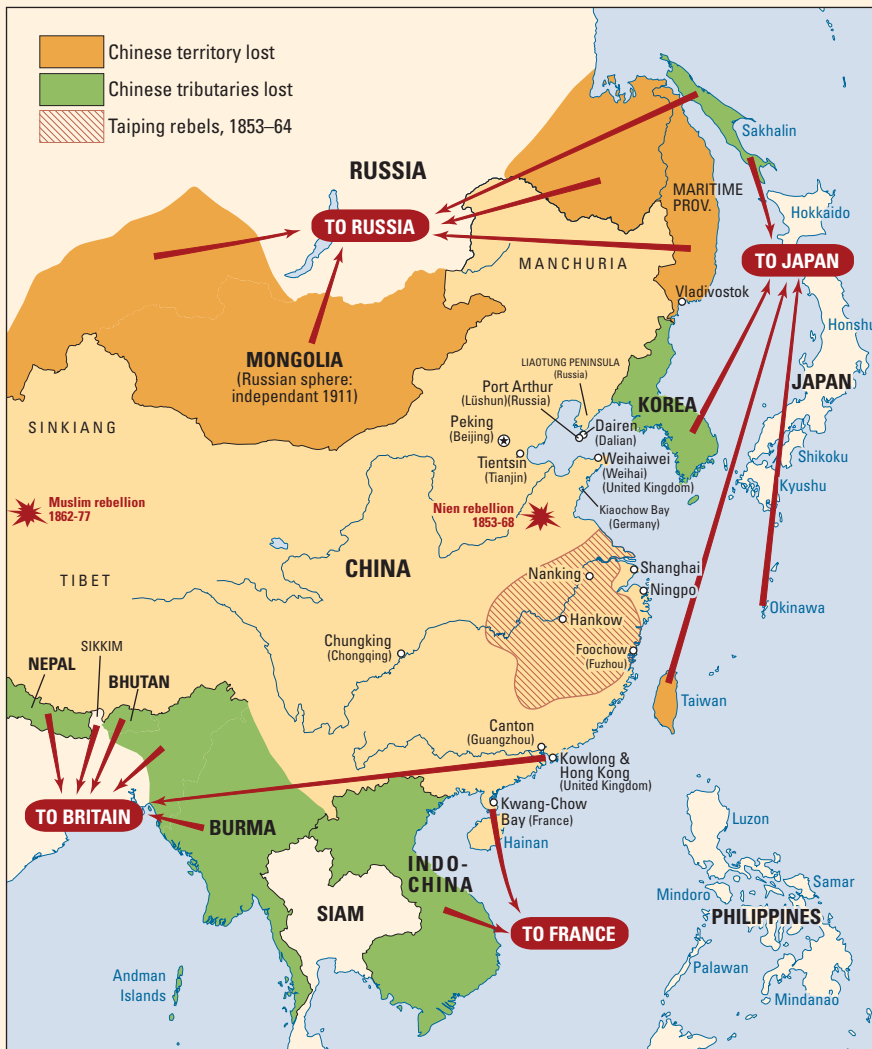 Chinese territory lost
Chinese tributaries lost
Taiping rebels, 1853–64
RUSSIA
TO RUSSIA
Sakhalin
MARITIME
PROV.
Hokkaido
TO JAPAN
MANCHURIA
Vladivostok
Honshu
MONGOLIA
(Russian sphere:
independant 1911)
LIAOTUNG PENINSULA
(Russia)
Port Arthur
(Lüshun)(Russia)
KOREA
JAPAN
SINKIANG
Peking
(Beijing)
Dairen
(Dalian)
Tientsin
(Tianjin)
Weihaiwei
(Weihai)
(United Kingdom)
Shikoku
Kyushu
Muslim rebellion
1862-77
Nien rebellion
1853-68
Kiaochow Bay
(Germany)
CHINA
TIBET
Nanking
Shanghai
Ningpo
Okinawa
Hankow
Chungking
(Chongqing)
Foochow
(Fuzhou)
SIKKIM
NEPAL
BHUTAN
Taiwan
Canton
(Guangzhou)
Kowlong &
Hong Kong
(United Kingdom)
TO BRITAIN
BURMA
Kwang-Chow
Bay (France)
Hainan
Luzon
INDO-
CHINA
SIAM
TO FRANCE
Mindoro
Samar
PHILIPPINES
Andman
Islands
Palawan
Mindanao